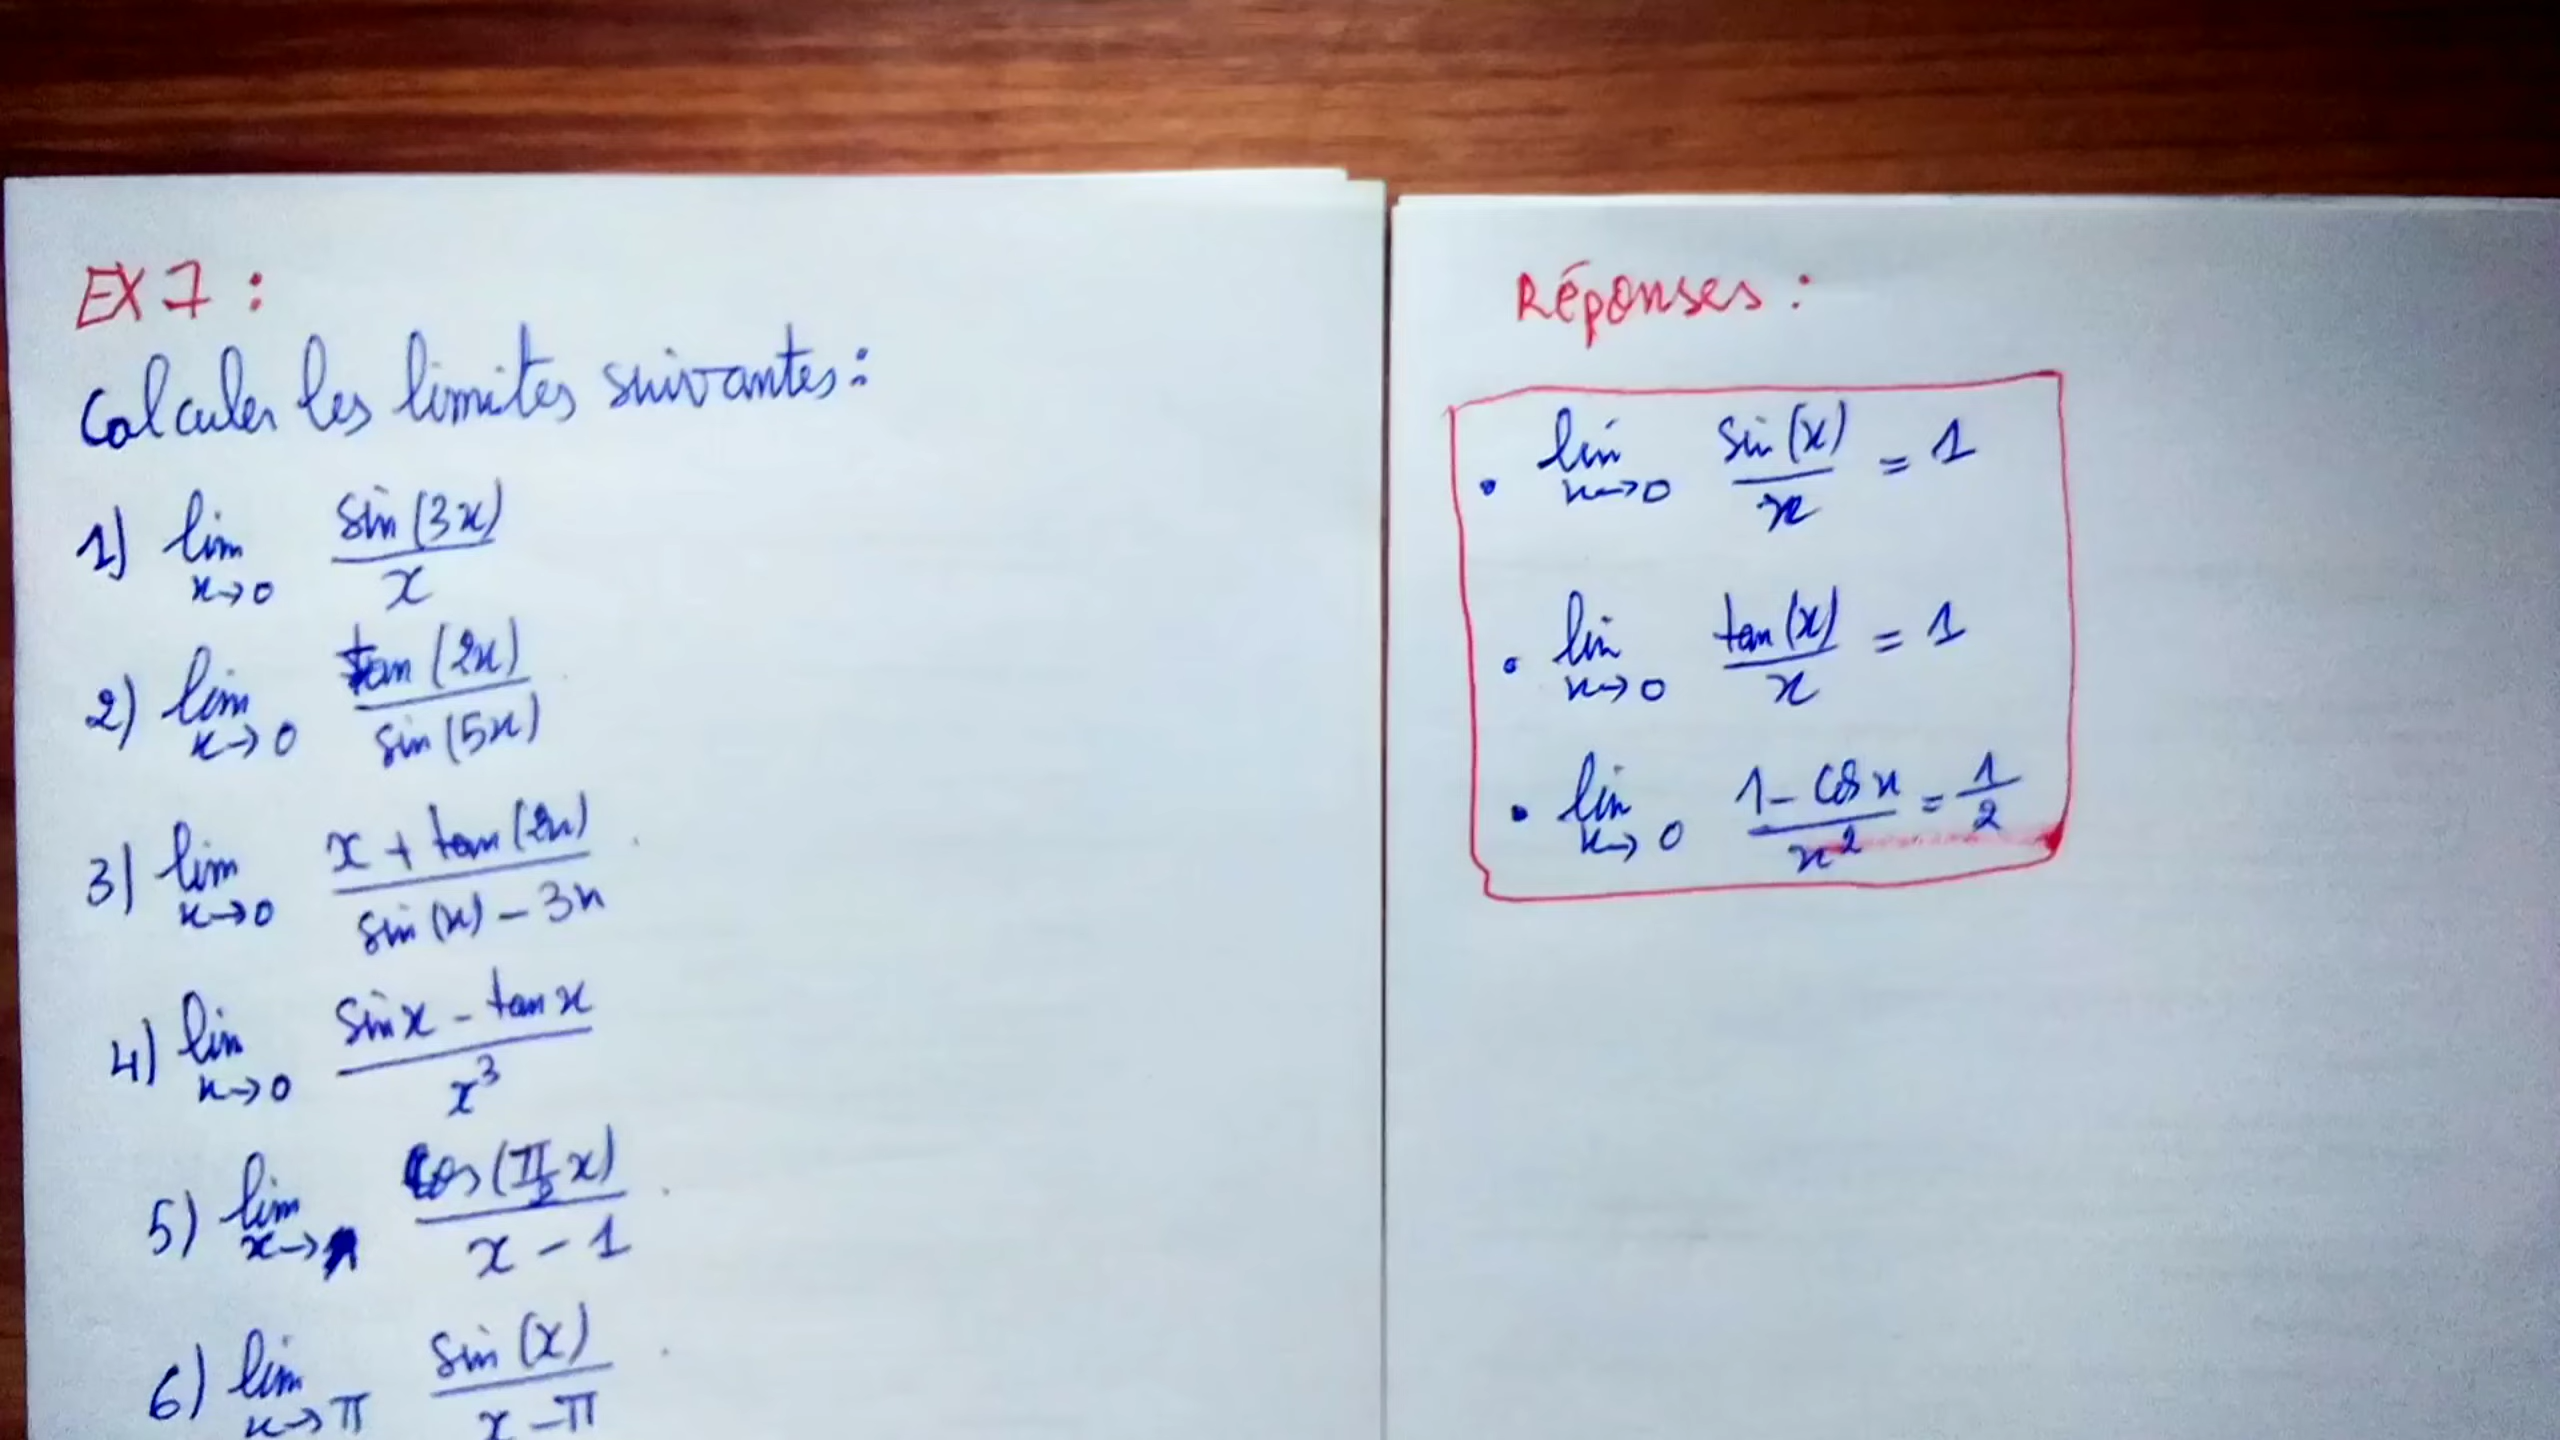 EX 7 :
Calculer les limites suivantes :
1) lim x→0 sin(3x) / x
2) lim x→0 tan(2x) / sin(5x)
3) lim x→0 x + tan(2x) / sin(x) - 3x
4) lim x→0 sin x - tan x / x³
5) lim x→1 cos(π/2 x) / x - 1
6) lim x→π sin(x) / x - π
Réponses :
• lim x→0 sin(x) / x = 1
• lim x→0 tan(x) / x = 1
• lim x→0 1 - cos x / x² = 1/2